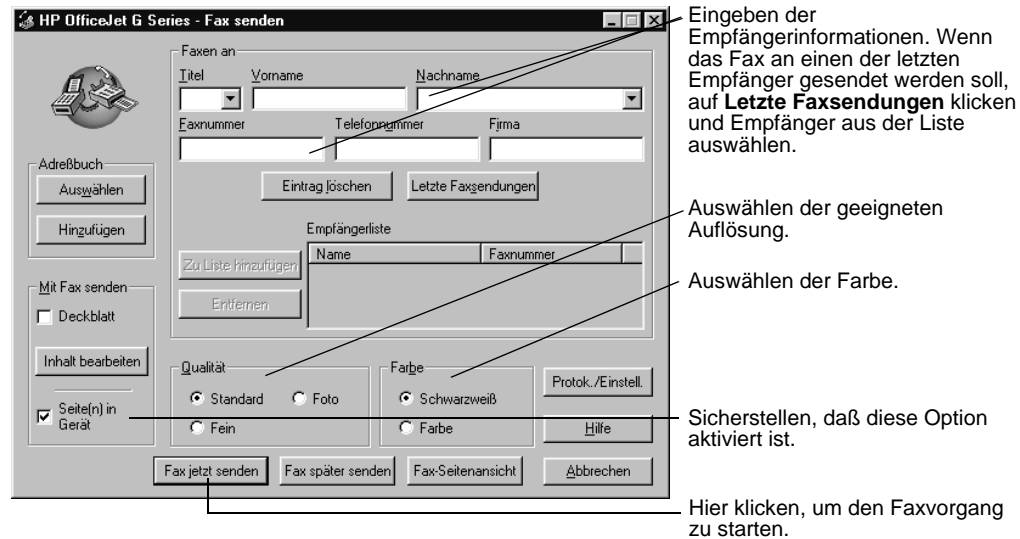 HP OfficeJet G Series - Fax senden
Faxen an
Titel Vorname Nachname
Faxnummer Telefonnummer Firma
Adreßbuch
Auswählen
Hinzufügen
Eintrag löschen
Letzte Faxsendungen
Empfängerliste
Name Faxnummer
Zu Liste hinzufügen
Entfernen
Mit Fax senden
Deckblatt
Inhalt bearbeiten
Seite(n) in
Gerät
Qualität
Standard Foto
Fein
Farbe
Schwarzweiß
Farbe
Protok./Einstell.
Hilfe
Fax jetzt senden
Fax später senden
Fax-Seitenansicht
Abbrechen
Eingeben der
Empfängerinformationen. Wenn
das Fax an einen der letzten
Empfänger gesendet werden soll,
auf Letzte Faxsendungen klicken
und Empfänger aus der Liste
auswählen.
Auswählen der geeigneten
Auflösung.
Auswählen der Farbe.
Sicherstellen, daß diese Option
aktiviert ist.
Hier klicken, um den Faxvorgang
zu starten.